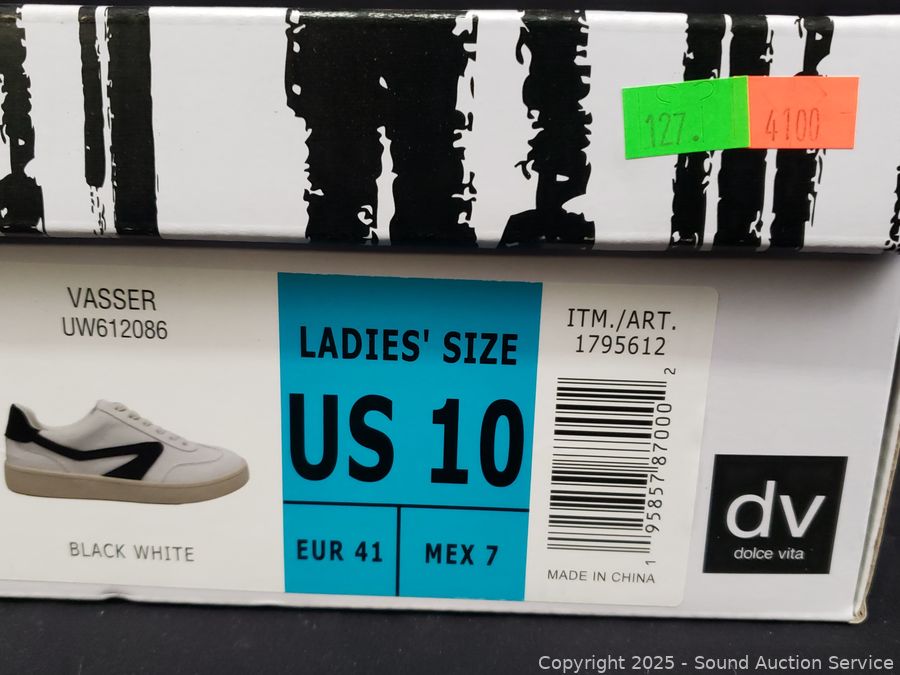 127.
4100
VASSER
UW612086
BLACK WHITE
LADIES' SIZE
US 10
EUR 41
MEX 7
ITM./ART.
1795612
1 95857 87000 2
MADE IN CHINA
dv
dolce vita
Copyright 2025 - Sound Auction Service